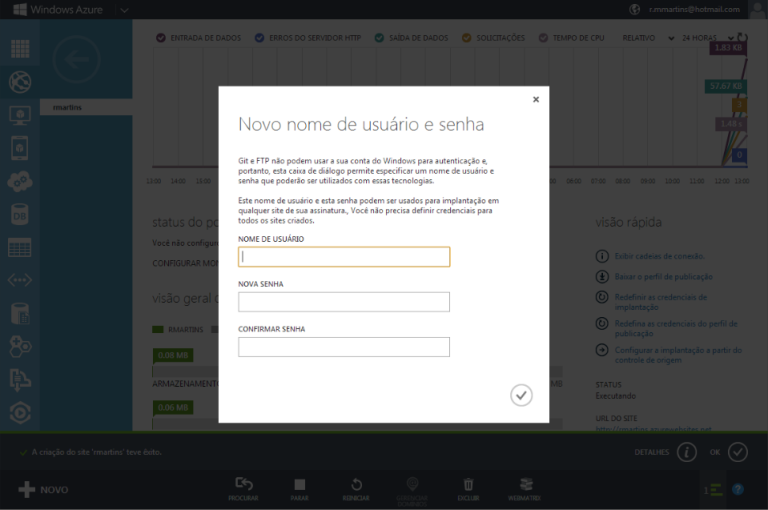 Windows Azure
r.mmartins@hotmail.com
ENTRADA DE DADOS
ERROS DO SERVIDOR HTTP
SAÍDA DE DADOS
SOLICITAÇÕES
TEMPO DE CPU
RELATIVO
24 HORAS
1,83 KB
rmartins
57,67 KB
3
1,48 s
0
13:00 14:00
06:00 07:00 08:00 09:00 10:00 11:00 12:00 13:00
Novo nome de usuário e senha
Git e FTP não podem usar a sua conta do Windows para autenticação e,
portanto, esta caixa de diálogo permite especificar um nome de usuário e
senha que poderão ser utilizados com essas tecnologias.
Este nome de usuário e esta senha podem ser usados para implantação em
qualquer site de sua assinatura., Você não precisa definir credenciais para
todos os sites criados.
NOME DE USUÁRIO
NOVA SENHA
CONFIRMAR SENHA
status do po
Você não configur
CONFIGURAR MON
visão geral d
RMARTINS
0,08 MB
ARMAZENAMENT
MB
0,06 MB
visão rápida
Exibir cadeias de conexão
Baixar o perfil de publicação
Redefinir as credenciais de
implantação
Redefina as credenciais do perfil de
publicação
Configurar a implantação a partir do
controle de origem
STATUS
Executando
URL DO SITE
A criação do site 'rmartins' teve êxito.
DETALHES
OK
NOVO
PROCURAR
PARAR
REINICIAR
EXCLUIR
WEBMATRIX
1
?